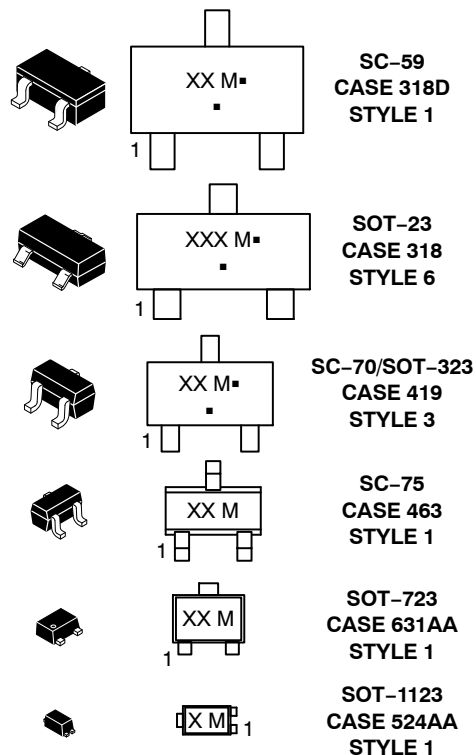 XX M▪
▪
1
SC−59
CASE 318D
STYLE 1
XXX M▪
▪
1
SOT−23
CASE 318
STYLE 6
XX M▪
▪
1
SC−70/SOT−323
CASE 419
STYLE 3
XX M
1
SC−75
CASE 463
STYLE 1
XX M
1
SOT−723
CASE 631AA
STYLE 1
X M
1
SOT−1123
CASE 524AA
STYLE 1